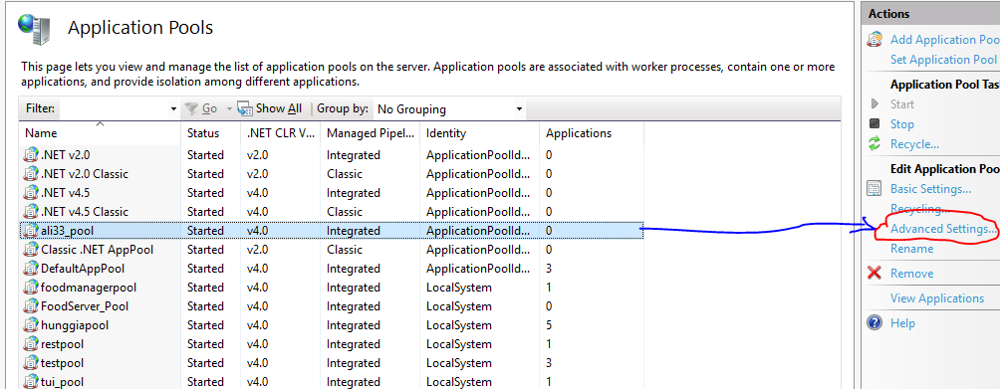 Application Pools
This page lets you view and manage the list of application pools on the server. Application pools are associated with worker processes, contain one or more
applications, and provide isolation among different applications.
Filter: Go Show All Group by: No Grouping
Name Status .NET CLR V... Managed Pipel... Identity Applications
.NET v2.0 Started v2.0 Integrated ApplicationPoolId... 0
.NET v2.0 Classic Started v2.0 Classic ApplicationPoolId... 0
.NET v4.5 Started v4.0 Integrated ApplicationPoolId... 0
.NET v4.5 Classic Started v4.0 Classic ApplicationPoolId... 0
ali33_pool Started v4.0 Integrated ApplicationPoolId... 0
Classic .NET AppPool Started v2.0 Classic ApplicationPoolId... 0
DefaultAppPool Started v4.0 Integrated ApplicationPoolId... 3
foodmanagerpool Started v4.0 Integrated LocalSystem 1
FoodServer_Pool Started v4.0 Integrated LocalSystem 0
hunggiapool Started v4.0 Integrated LocalSystem 5
restpool Started v4.0 Integrated LocalSystem 1
testpool Started v4.0 Integrated LocalSystem 3
tui_pool Started v4.0 Integrated LocalSystem 1
Actions
Add Application Poo
Set Application Pool
Application Pool Tas
Start
Stop
Recycle...
Edit Application Poo
Basic Settings...
Recycling...
Advanced Settings...
Rename
Remove
View Applications
Help